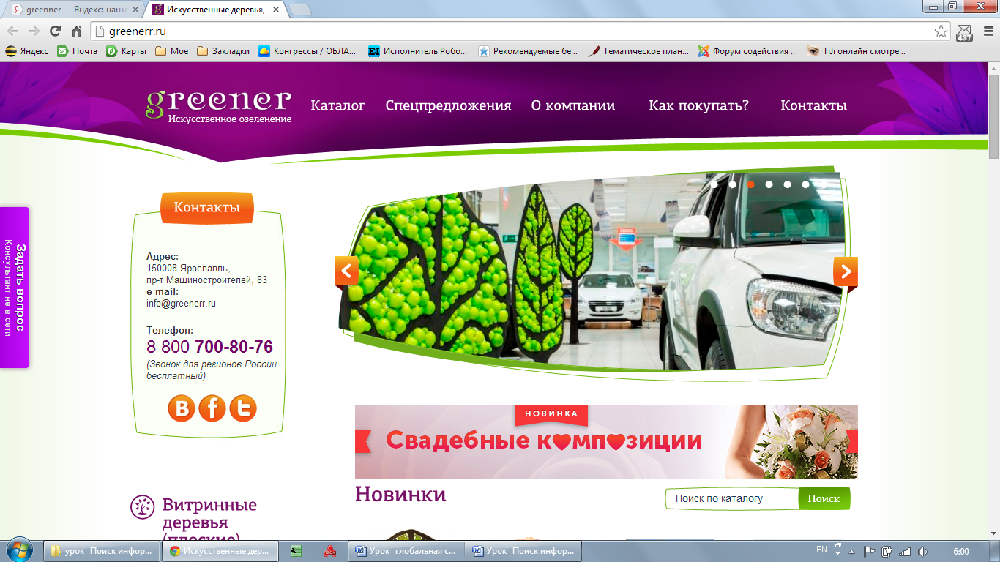 greenner — Яндекс: наш
Искусственные деревья,
greenerr.ru
437
Яндекс
Почта
Карты
Мое
Закладки
Конгрессы / ОБЛА...
EI
Исполнитель Робо...
Рекомендуемые бе...
Тематическое план...
Форум содействия ...
TiJi онлайн смотре...
greener
Искусственное озеленение
Каталог
Спецпредложения
О компании
Как покупать?
Контакты
Контакты
Адрес:
150008 Ярославль,
пр-т Машиностроителей, 83
e-mail:
info@greenerr.ru
Телефон:
8 800 700-80-76
(Звонок для регионов России
бесплатный)
B f t
Задать вопрос
Консультант не в сети
НОВИНКА
Свадебные композиции
Новинки
Поиск по каталогу
Поиск
Витринные
деревья
(плоские)
урок _Поиск инфор...
Искусственные дер...
Урок _глобальная с...
Урок _Поиск инфор...
EN
6:00